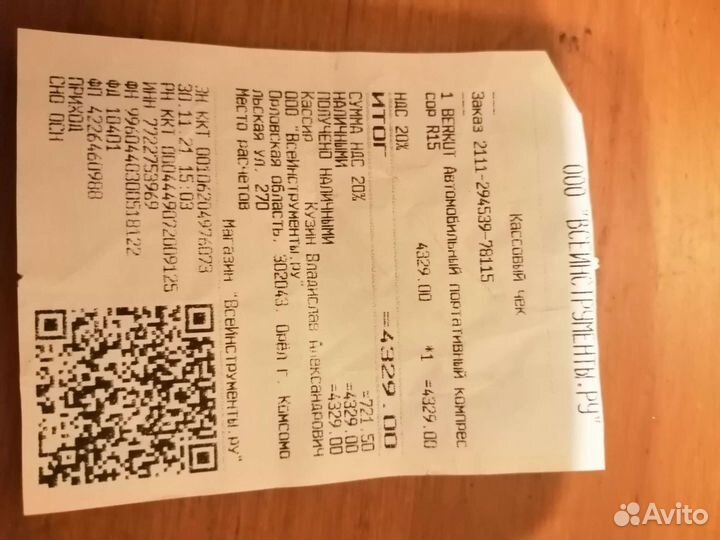 ООО "ВСЕИНСТРУМЕНТЫ.РУ"
Кассовый чек
---
Заказ 2111-294539-78115
---
1 BERKUT Автомобильный портативный компрес
сор R15
4329.00 *1 =4329.00
НДС 20%
ИТОГ =4329.00
СУММА НДС 20% =721.50
НАЛИЧНЫМИ =4329.00
ПОЛУЧЕНО НАЛИЧНЫМИ =4329.00
Кассир Кузин Владислав Александрович
ООО "ВсеИнструменты.ру"
Орловская область, 302043, Орёл г, Комсомо
льская ул, 270
Место расчетов Магазин "ВсеИнструменты.ру"
ЗН ККТ 00106204976073
30.11.21 15:03
РН ККТ 0004449072009125
ИНН 7722753969
ФН 9960440300518122
ФД 10401
ФП 4226460988
ПРИХОД
СНО ОСН
Avito